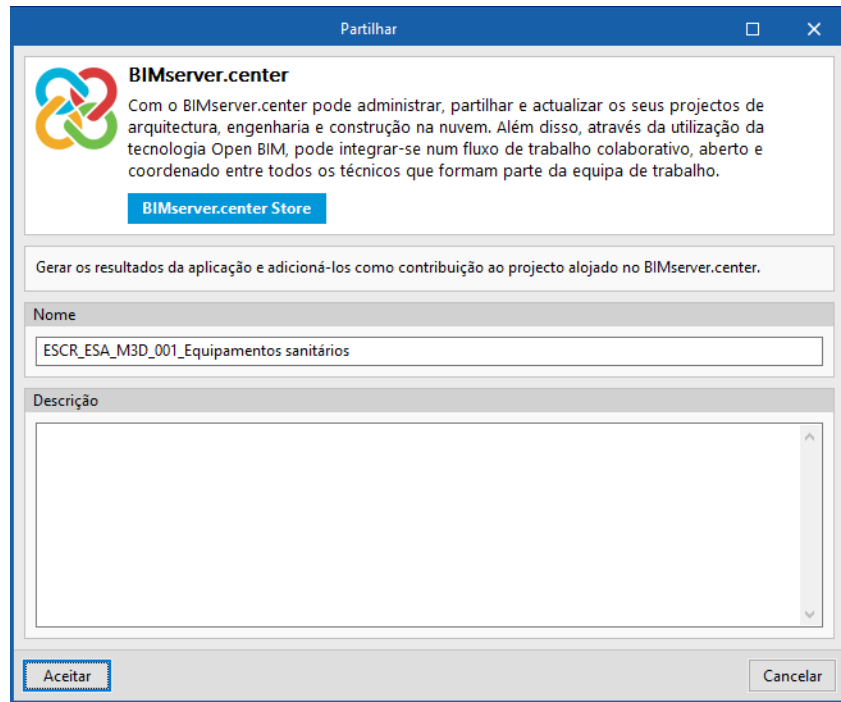 Partilhar
BIMserver.center
Com o BIMserver.center pode administrar, partilhar e actualizar os seus projectos de
arquitectura, engenharia e construção na nuvem. Além disso, através da utilização da
tecnologia Open BIM, pode integrar-se num fluxo de trabalho colaborativo, aberto e
coordenado entre todos os técnicos que formam parte da equipa de trabalho.
BIMserver.center Store
Gerar os resultados da aplicação e adicioná-los como contribuição ao projecto alojado no BIMserver.center.
Nome
ESCR_ESA_M3D_001_Equipamentos sanitários
Descrição
Aceitar
Cancelar